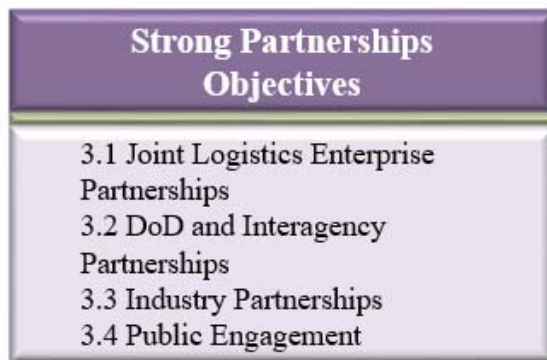 Strong Partnerships
Objectives
3.1 Joint Logistics Enterprise
Partnerships
3.2 DoD and Interagency
Partnerships
3.3 Industry Partnerships
3.4 Public Engagement